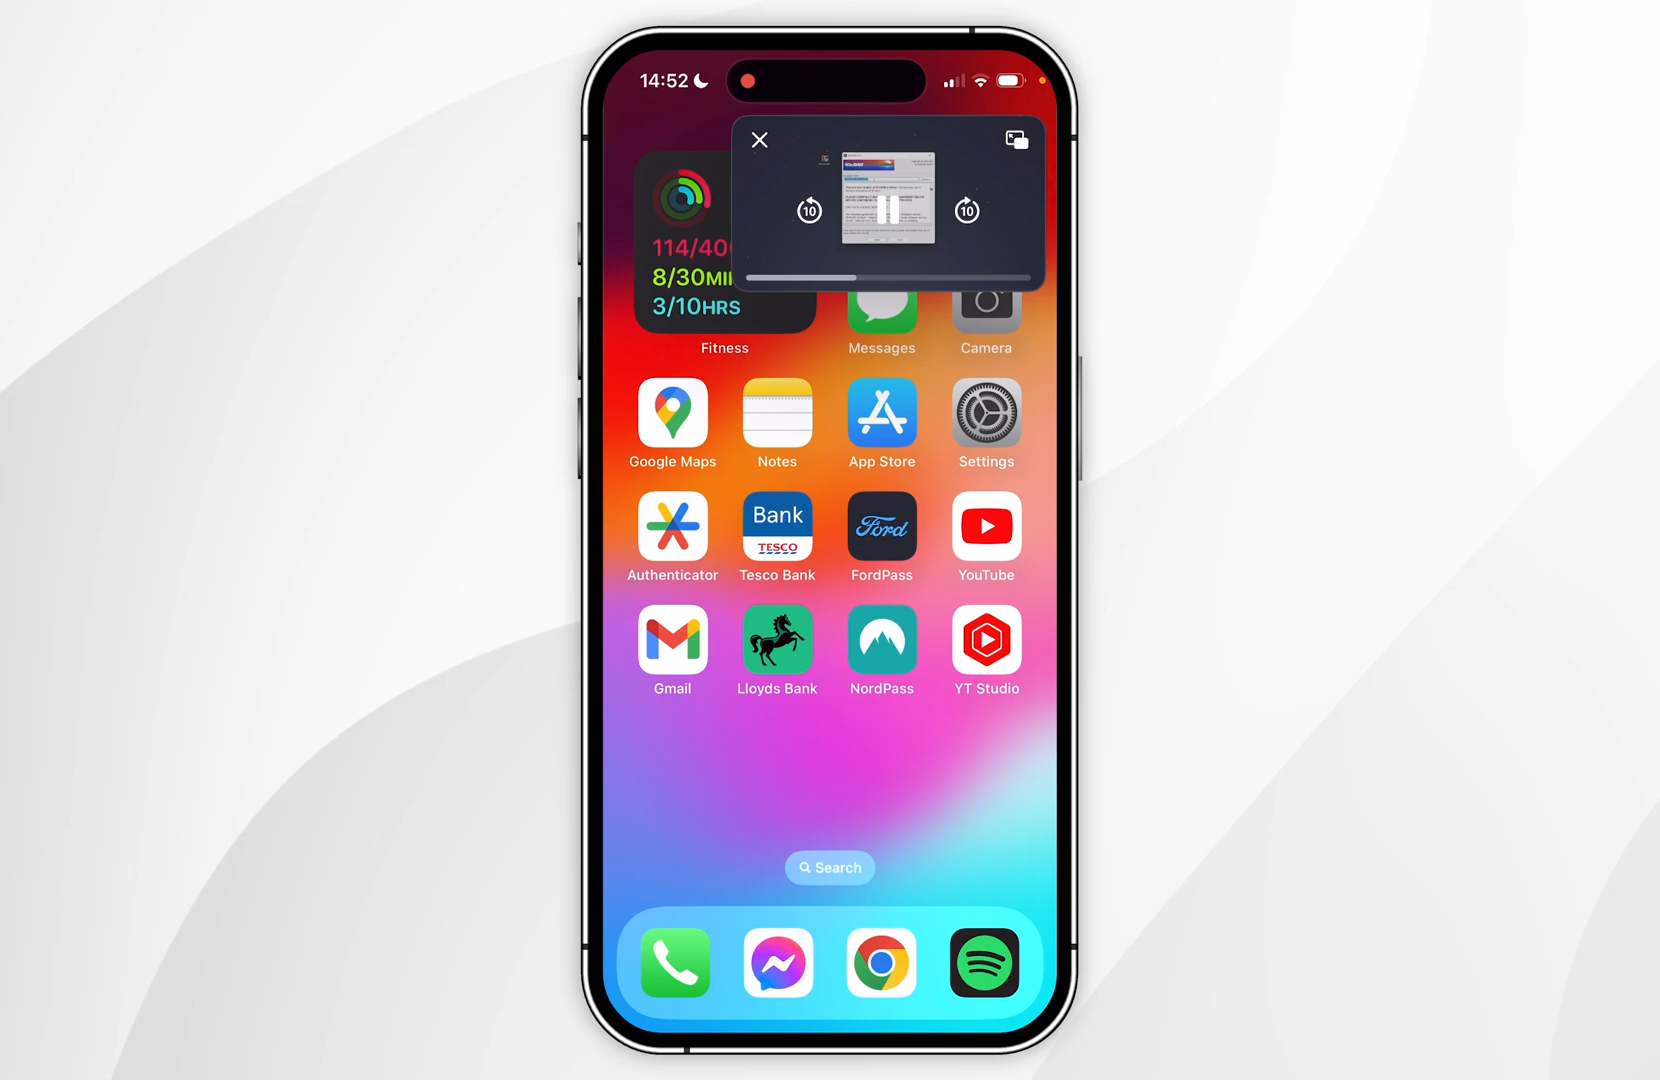 14:52
10
10
114/40
8/30MI
3/10HRS
Fitness
Messages
Camera
Google Maps
Notes
App Store
Settings
Bank
TESCO
Ford
Authenticator
Tesco Bank
FordPass
YouTube
Gmail
Lloyds Bank
NordPass
YT Studio
Search